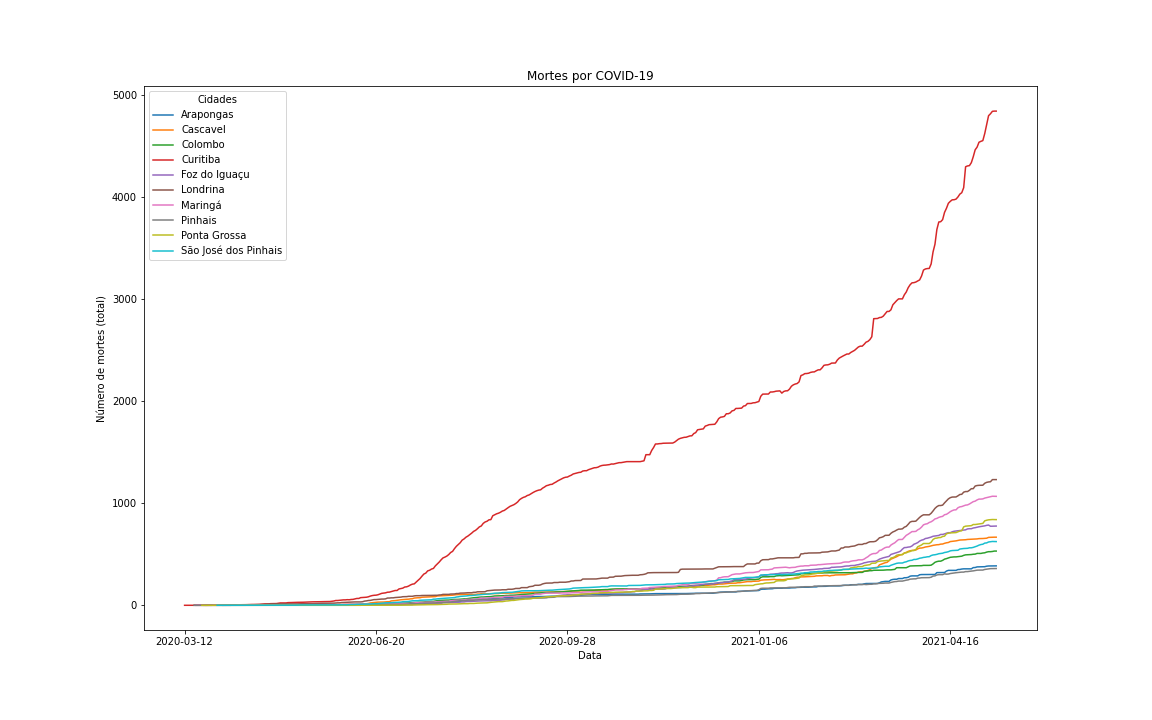 Mortes por COVID-19
Cidades
Arapongas
Cascavel
Colombo
Curitiba
Foz do Iguaçu
Londrina
Maringá
Pinhais
Ponta Grossa
São José dos Pinhais
Número de mortes (total)
5000
4000
3000
2000
1000
0
2020-03-12 2020-06-20 2020-09-28 2021-01-06 2021-04-16
Data